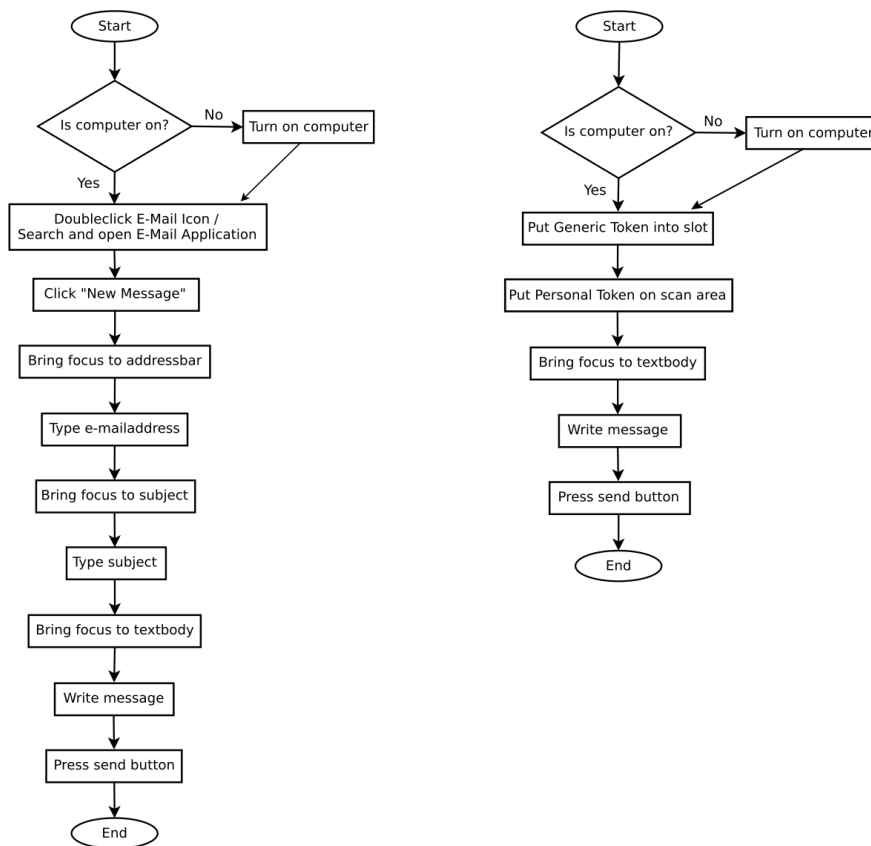 Start
Is computer on?
No
Turn on computer
Yes
Doubleclick E-Mail Icon /
Search and open E-Mail Application
Click "New Message"
Bring focus to addressbar
Type e-mailaddress
Bring focus to subject
Type subject
Bring focus to textbody
Write message
Press send button
End
Start
Is computer on?
No
Turn on computer
Yes
Put Generic Token into slot
Put Personal Token on scan area
Bring focus to textbody
Write message
Press send button
End